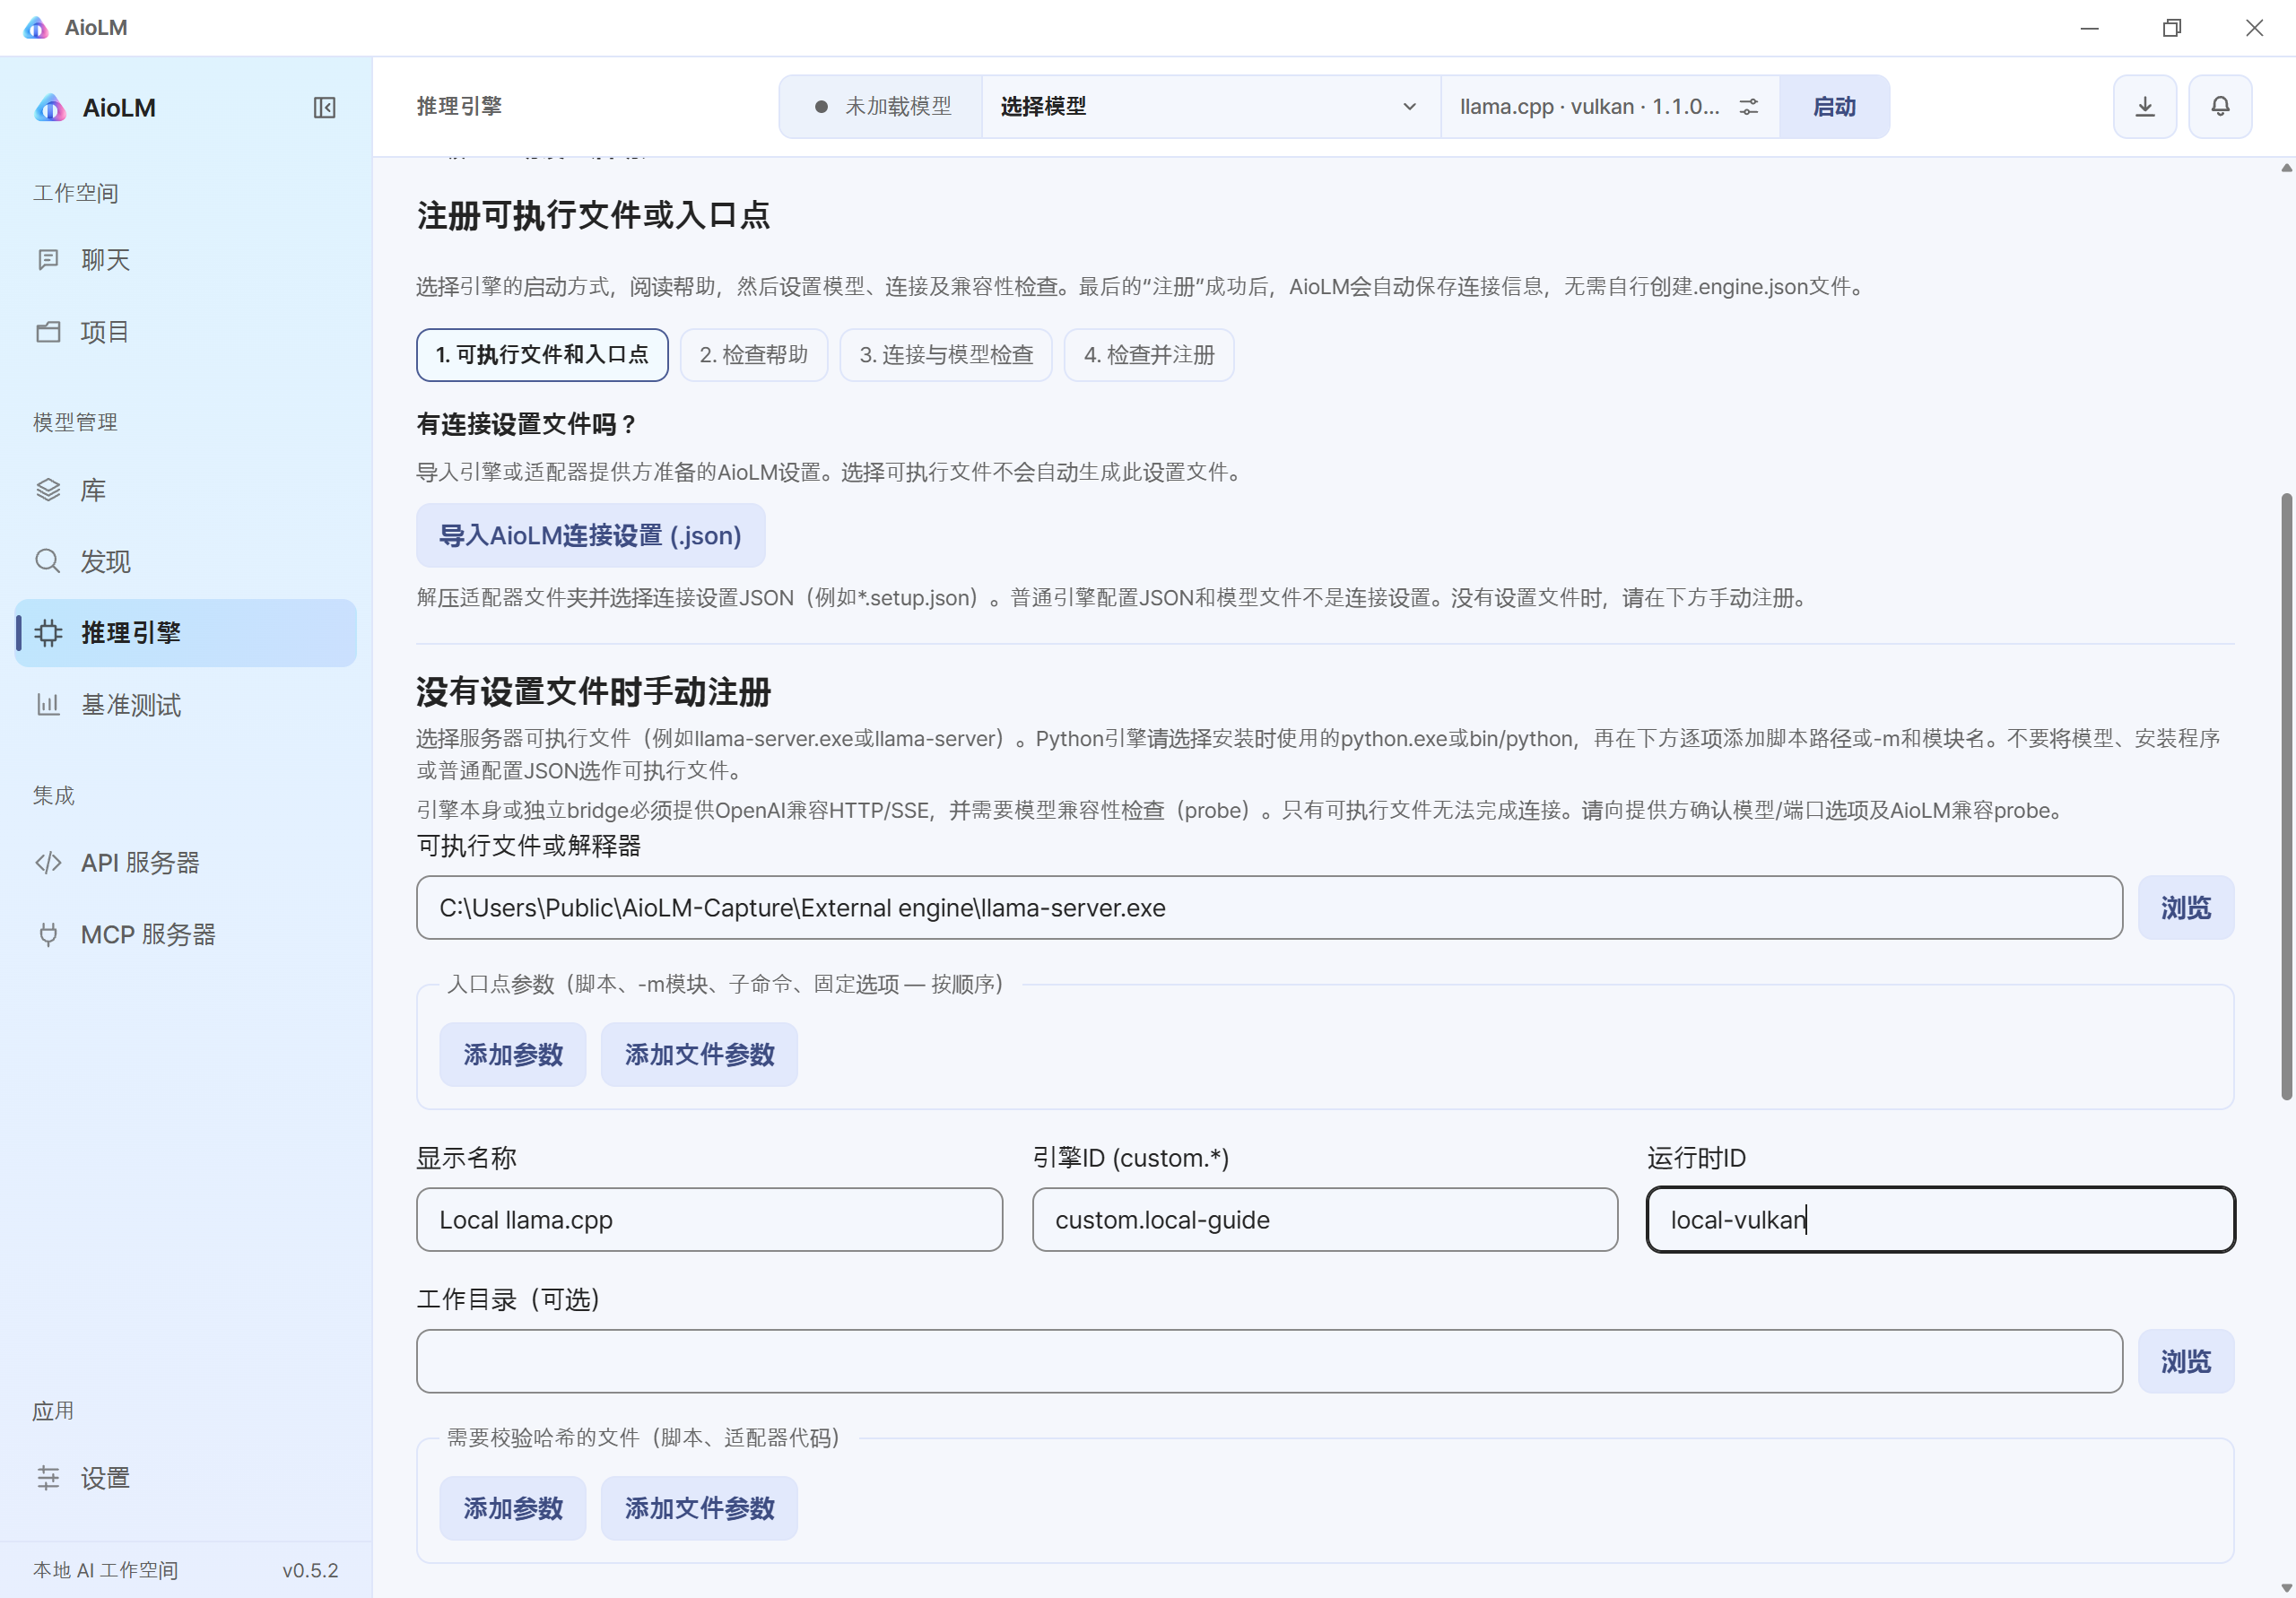 AioLM
AioLM
工作空间
聊天
项目
模型管理
库
发现
推理引擎
基准测试
集成
API 服务器
MCP 服务器
应用
设置
本地 AI 工作空间 v0.5.2
推理引擎
未加载模型
选择模型
llama.cpp · vulkan · 1.1.0...
启动
注册可执行文件或入口点
选择引擎的启动方式，阅读帮助，然后设置模型、连接及兼容性检查。最后的“注册”成功后，AioLM会自动保存连接信息，无需自行创建.engine.json文件。
1. 可执行文件和入口点
2. 检查帮助
3. 连接与模型检查
4. 检查并注册
有连接设置文件吗？
导入引擎或适配器提供方准备的AioLM设置。选择可执行文件不会自动生成此设置文件。
导入AioLM连接设置 (.json)
解压适配器文件夹并选择连接设置JSON（例如*.setup.json）。普通引擎配置JSON和模型文件不是连接设置。没有设置文件时，请在下方手动注册。
没有设置文件时手动注册
选择服务器可执行文件（例如llama-server.exe或llama-server）。Python引擎请选择安装时使用的python.exe或bin/python，再在下方逐项添加脚本路径或-m和模块名。不要将模型、安装程序
或普通配置JSON选作可执行文件。
引擎本身或独立bridge必须提供OpenAI兼容HTTP/SSE，并需要模型兼容性检查（probe）。只有可执行文件无法完成连接。请向提供方确认模型/端口选项及AioLM兼容probe。
可执行文件或解释器
C:\Users\Public\AioLM-Capture\External engine\llama-server.exe
浏览
入口点参数（脚本、-m模块、子命令、固定选项 — 按顺序）
添加参数
添加文件参数
显示名称
引擎ID (custom.*)
运行时ID
Local llama.cpp
custom.local-guide
local-vulkan
工作目录（可选）
浏览
需要校验哈希的文件（脚本、适配器代码）
添加参数
添加文件参数